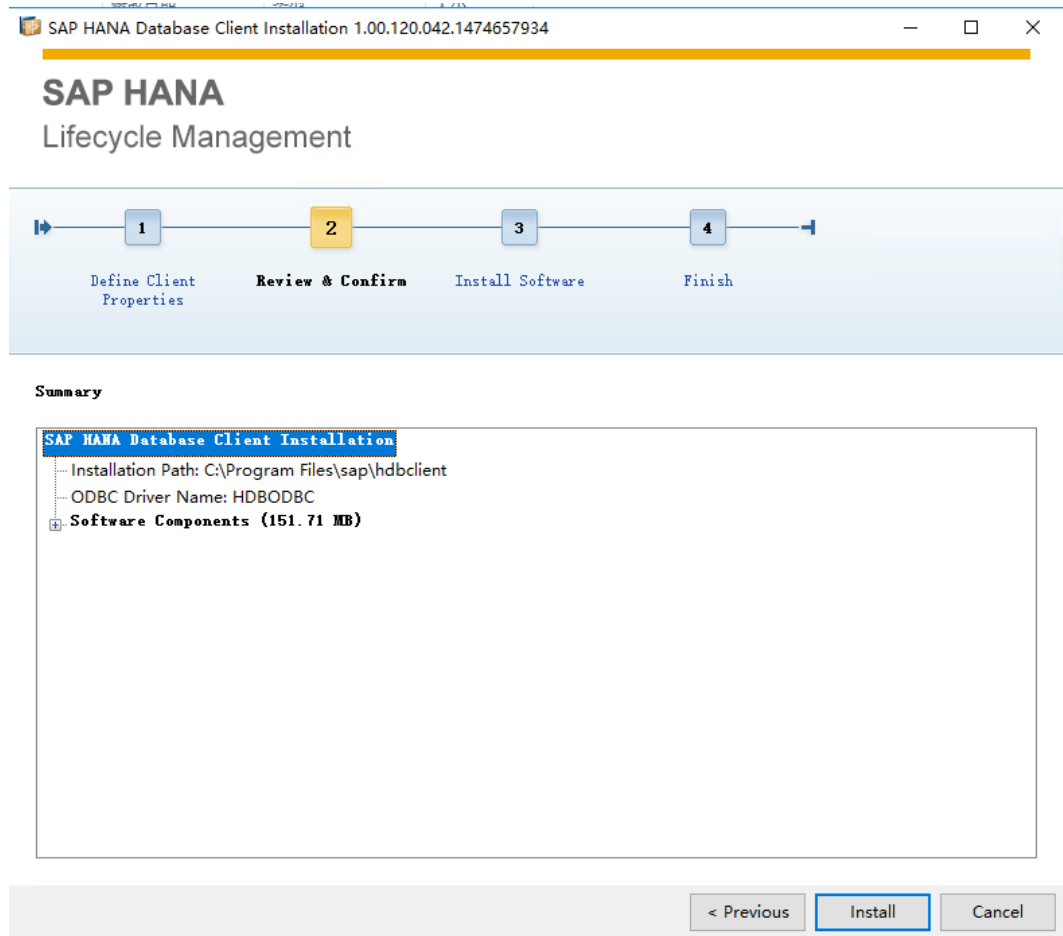 SAP HANA Database Client Installation 1.00.120.042.1474657934
SAP HANA
Lifecycle Management
1
2
3
4
Define Client
Properties
Review & Confirm
Install Software
Finish
Summary
SAP HANA Database Client Installation
Installation Path: C:\Program Files\sap\hdbclient
ODBC Driver Name: HDBODBC
Software Components (151.71 MB)
< Previous
Install
Cancel